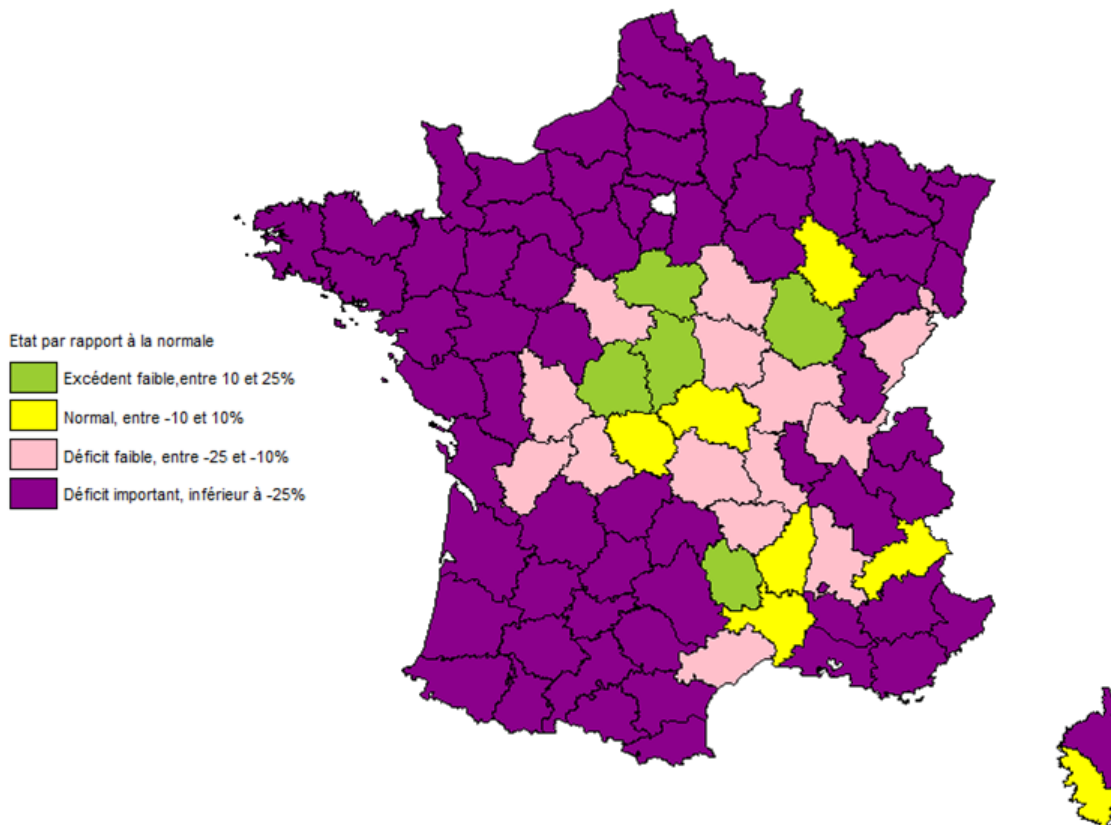 Etat par rapport à la normale
Excédent faible,entre 10 et 25%
Normal, entre -10 et 10%
Déficit faible, entre -25 et -10%
Déficit important, inférieur à -25%